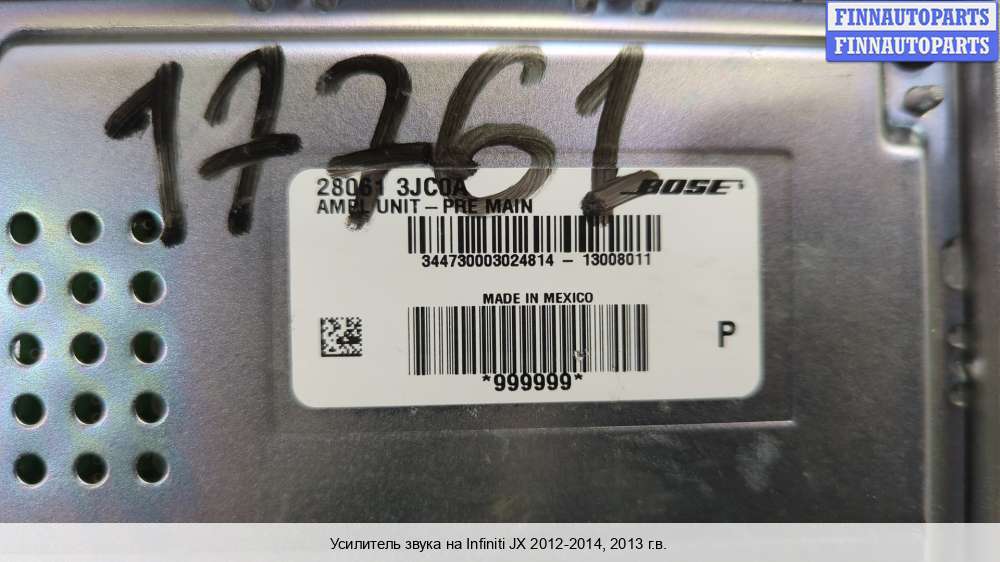 FINNAUTOPARTS
FINNAUTOPARTS
17761
28061 3JC0A
BOSE
AMPL UNIT – PRE MAIN
344730003024814 – 13008011
MADE IN MEXICO
P
*999999*
Усилитель звука на Infiniti JX 2012-2014, 2013 г.в.